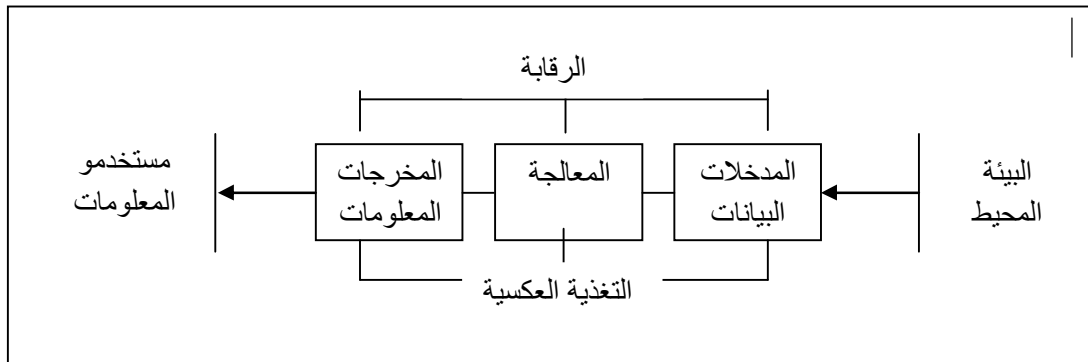 الرقابة
البيئة
المحيط
المدخلات
البيانات
المعالجة
المخرجات
المعلومات
مستخدمو
المعلومات
التغذية العكسية